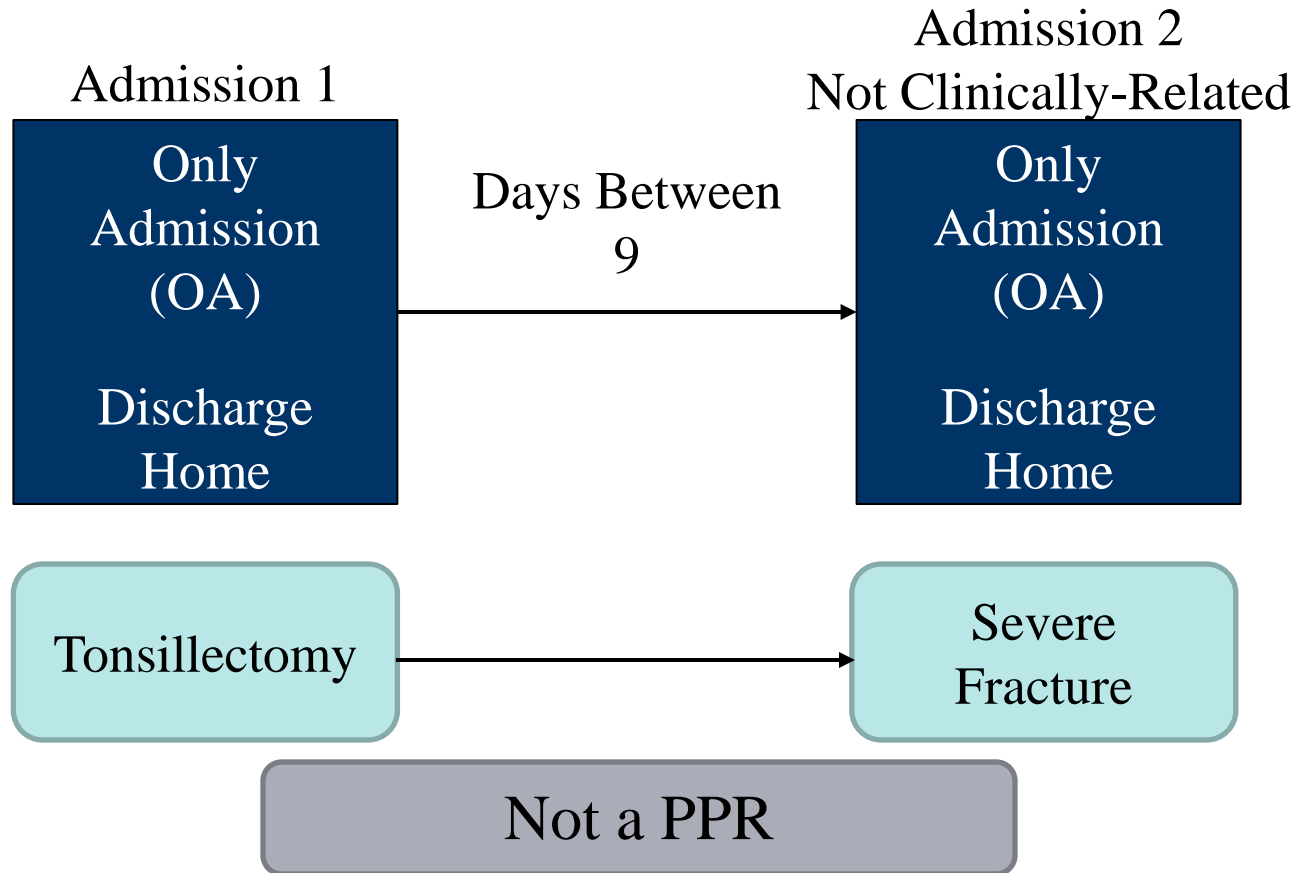 Admission 1
Only
Admission
(OA)
Discharge
Home
Days Between
9
Admission 2
Not Clinically-Related
Only
Admission
(OA)
Discharge
Home
Tonsillectomy
Severe
Fracture
Not a PPR